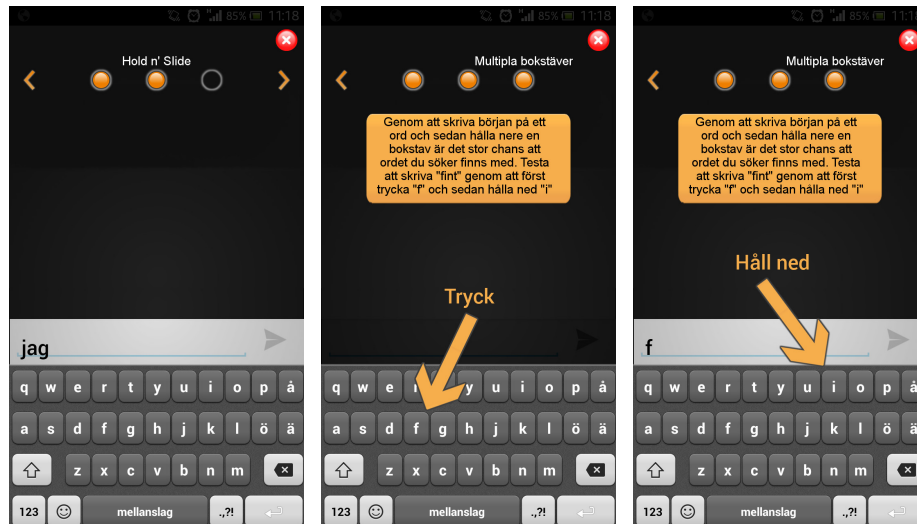 85% 11:18
Hold n' Slide
jag
q w e r t y u i o p å
a s d f g h j k l ö ä
z x c v b n m
123 mellanslag .,?!
85% 11:18
Multipla bokstäver
Genom att skriva början på ett
ord och sedan hålla nere en
bokstav är det stor chans att
ordet du söker finns med. Testa
att skriva "fint" genom att först
trycka "f" och sedan hålla ned "i"
Tryck
q w e r y u i o p å
a s d f g h j k l ö ä
z x c v b n m
123 mellanslag .,?!
85% 11:18
Multipla bokstäver
Genom att skriva början på ett
ord och sedan hålla nere en
bokstav är det stor chans att
ordet du söker finns med. Testa
att skriva "fint" genom att först
trycka "f" och sedan hålla ned "i"
Håll ned
f
q w e r t y u i o p å
a s d f g h j k l ö ä
z x c v b n m
123 mellanslag .,?!